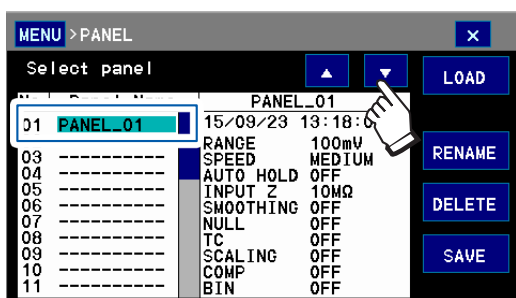 MENU > PANEL
×
Select panel
▲ ▼
LOAD
PANEL_01
01 PANEL_01
15/09/23 13:18:
RANGE 100mV
03 ----------
SPEED MEDIUM
RENAME
04 ----------
AUTO HOLD OFF
05 ----------
INPUT Z 10MΩ
06 ----------
SMOOTHING OFF
DELETE
07 ----------
NULL OFF
08 ----------
TC OFF
09 ----------
SCALING OFF
SAVE
10 ----------
COMP OFF
11 ----------
BIN OFF